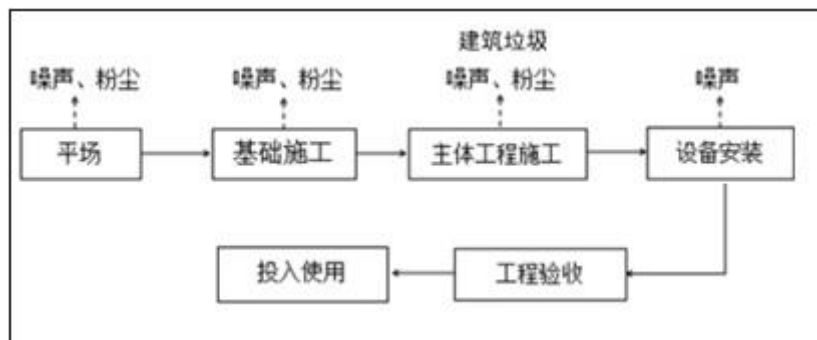 建筑垃圾
噪声、粉尘
噪声、粉尘
噪声、粉尘
噪声
平场
基础施工
主体工程施工
设备安装
投入使用
工程验收